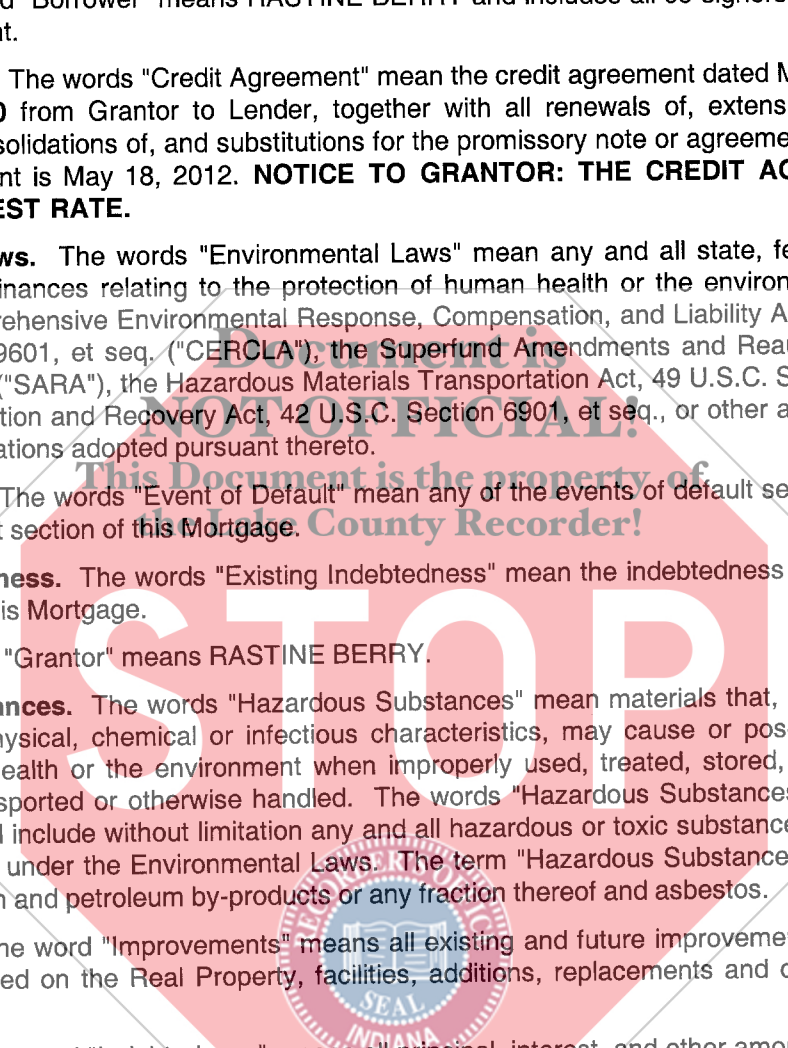 "Borrower" means RASTINE BERRY and includes all co-signers
nt.
The words "Credit Agreement" mean the credit agreement dated M
0 from Grantor to Lender, together with all renewals of, extens
solidations of, and substitutions for the promissory note or agreeme
nt is May 18, 2012. NOTICE TO GRANTOR: THE CREDIT AG
EST RATE.
ws. The words "Environmental Laws" mean any and all state, fe
inances relating to the protection of human health or the environ
rehensive Environmental Response, Compensation, and Liability A
Document is
9601, et seq. ("CERCLA"), the Superfund Amendments and Reau
("SARA"), the Hazardous Materials Transportation Act, 49 U.S.C. S
NOT OFFICIAL!
tion and Recovery Act, 42 U.S.C. Section 6901, et seq., or other a
ations adopted pursuant thereto.
This Document is the property of
The words "Event of Default" mean any of the events of default se
t section of this Mortgage.
the Lake County Recorder!
ness. The words "Existing Indebtedness" mean the indebtedness
is Mortgage.
STOP
"Grantor" means RASTINE BERRY.
ances. The words "Hazardous Substances" mean materials that,
hysical, chemical or infectious characteristics, may cause or pos
ealth or the environment when improperly used, treated, stored,
sported or otherwise handled. The words "Hazardous Substances
d include without limitation any and all hazardous or toxic substance
under the Environmental Laws. The term "Hazardous Substance
n and petroleum by-products or any fraction thereof and asbestos.
RECORDER'S OFFICE
he word "Improvements" means all existing and future improveme
ed on the Real Property, facilities, additions, replacements and o
SEAL
INDIANA
principal, interest, and other amo